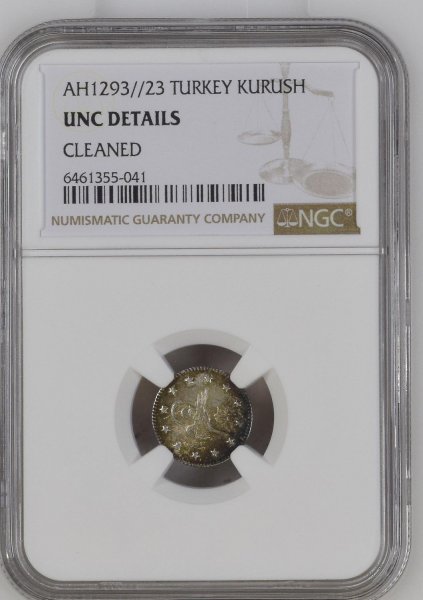 AH1293//23 TURKEY KURUSH
UNC DETAILS
CLEANED
6461355-041
NUMISMATIC GUARANTY COMPANY
NGC®